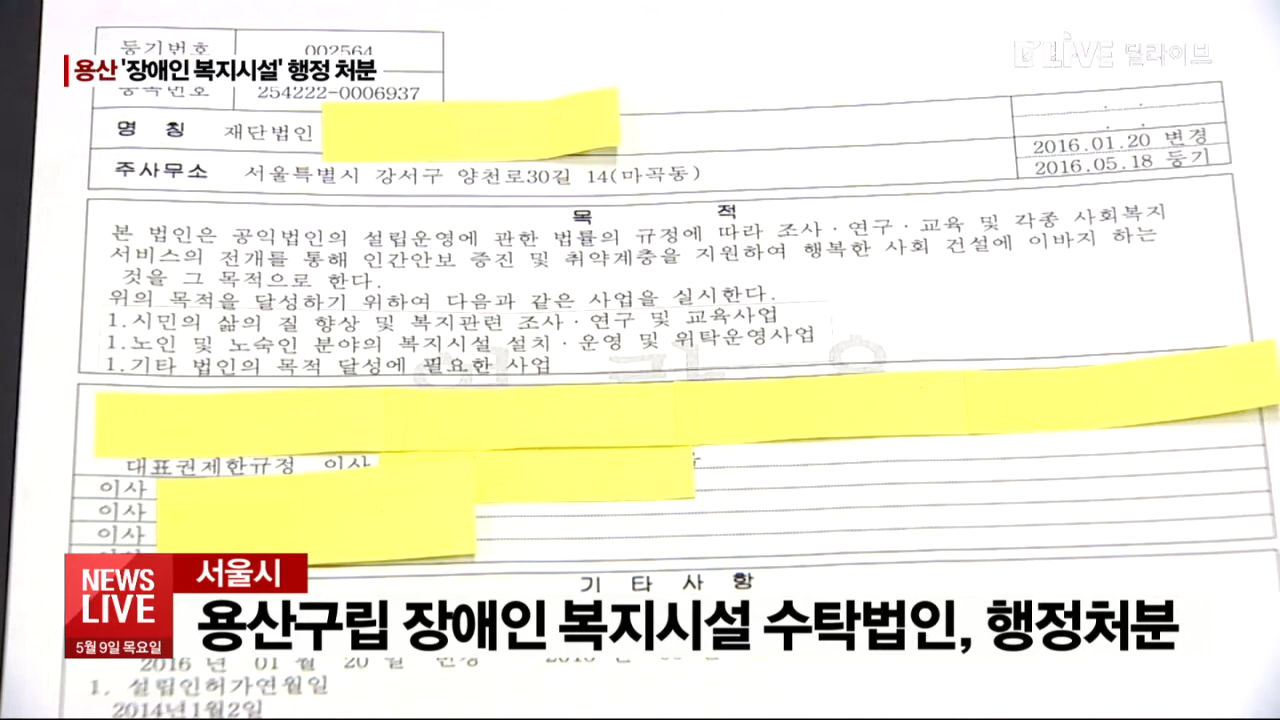 등기번호 002564
용산 '장애인 복지시설' 행정 처분
D'LIVE 딜라이브
등록번호 254222-0006937
명 칭 재단법인
2016.01.20 변경
2016.05.18 등기
주사무소 서울특별시 강서구 양천로30길 14(마곡동)
목 적
본 법인은 공익법인의 설립운영에 관한 법률의 규정에 따라 조사·연구·교육 및 각종 사회복지
서비스의 전개를 통해 인간안보 증진 및 취약계층을 지원하여 행복한 사회 건설에 이바지 하는
것을 그 목적으로 한다.
위의 목적을 달성하기 위하여 다음과 같은 사업을 실시한다.
1.시민의 삶의 질 향상 및 복지관련 조사·연구 및 교육사업
1.노인 및 노숙인 분야의 복지시설 설치·운영 및 위탁운영사업
1.기타 법인의 목적 달성에 필요한 사업
대표권제한규정 이사
이사
이사
이사
기 타 사 항
NEWS
LIVE
5월 9일 목요일
서울시
용산구립 장애인 복지시설 수탁법인, 행정처분
2016 년 01 월 20 일
1. 설립인허가연월일
2014년1월2일